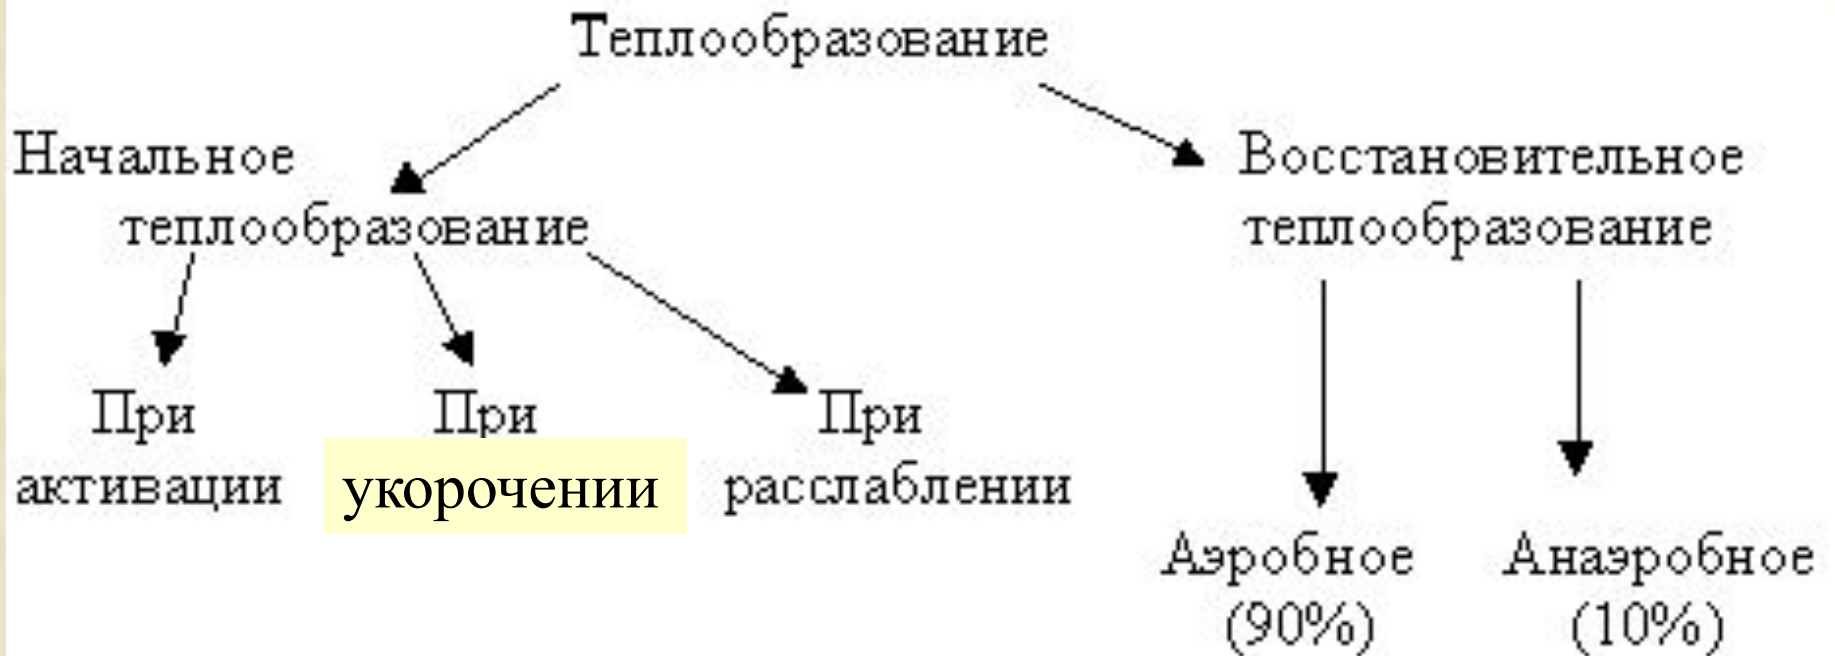 Теплообразование
Начальное
теплообразование
Восстановительное
теплообразование
При
активации
При
укорочении
При
расслаблении
Аэробное
(90%)
Анаэробное
(10%)